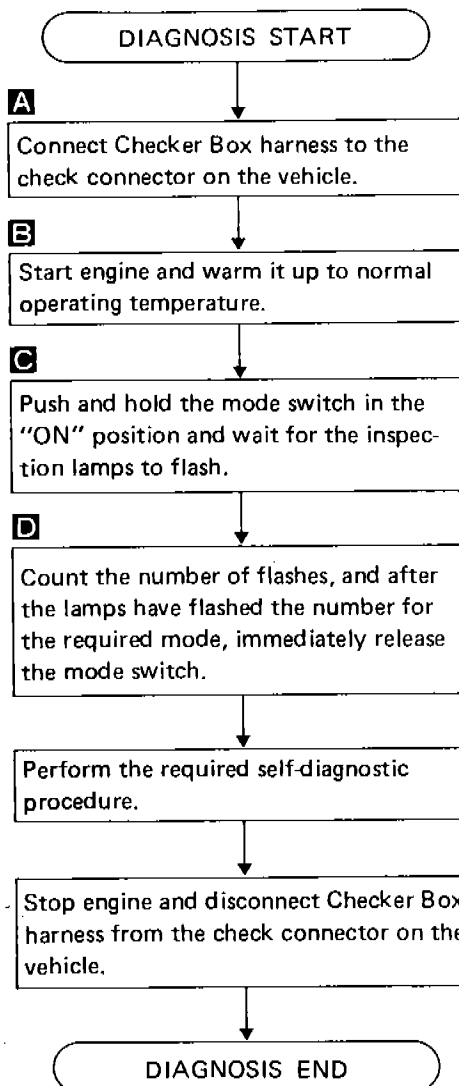 DIAGNOSIS START
A
Connect Checker Box harness to the
check connector on the vehicle.
B
Start engine and warm it up to normal
operating temperature.
C
Push and hold the mode switch in the
"ON" position and wait for the inspec-
tion lamps to flash.
D
Count the number of flashes, and after
the lamps have flashed the number for
the required mode, immediately release
the mode switch.
Perform the required self-diagnostic
procedure.
Stop engine and disconnect Checker Box
harness from the check connector on the
vehicle.
DIAGNOSIS END